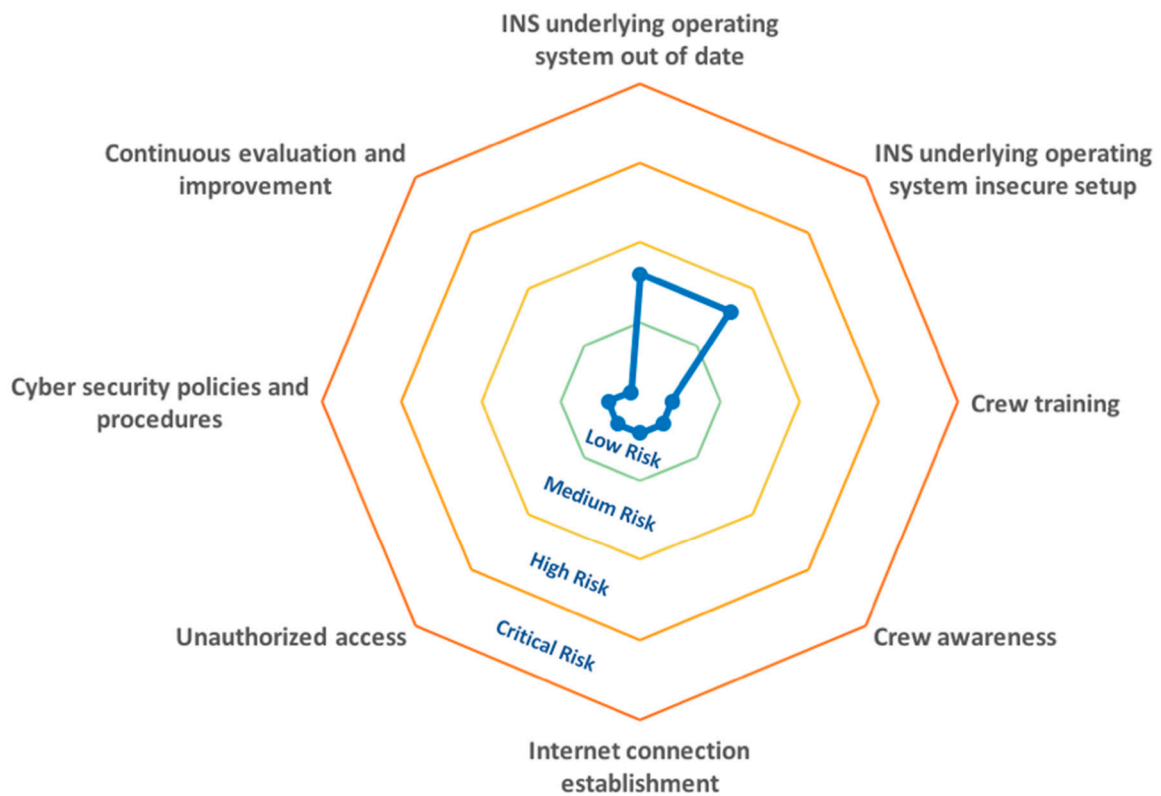 INS underlying operating
system out of date
Continuous evaluation and
improvement
INS underlying operating
system insecure setup
Cyber security policies and
procedures
Crew training
Low Risk
Medium Risk
High Risk
Critical Risk
Unauthorized access
Crew awareness
Internet connection
establishment